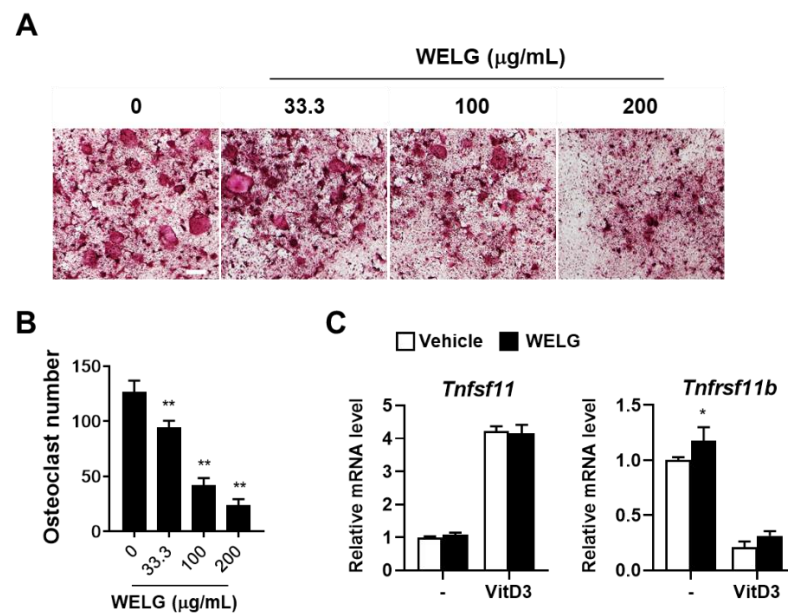 A
WELG (μg/mL)
0 33.3 100 200
B
Osteoclast number
150
100
50
0
** ** **
0 33.3 100 200
WELG (μg/mL)
C
Vehicle WELG
Tnfsf11
Relative mRNA level
5
4
3
2
1
0
- VitD3
Tnfrsf11b
Relative mRNA level
1.5
1.0
0.5
0.0
*
- VitD3